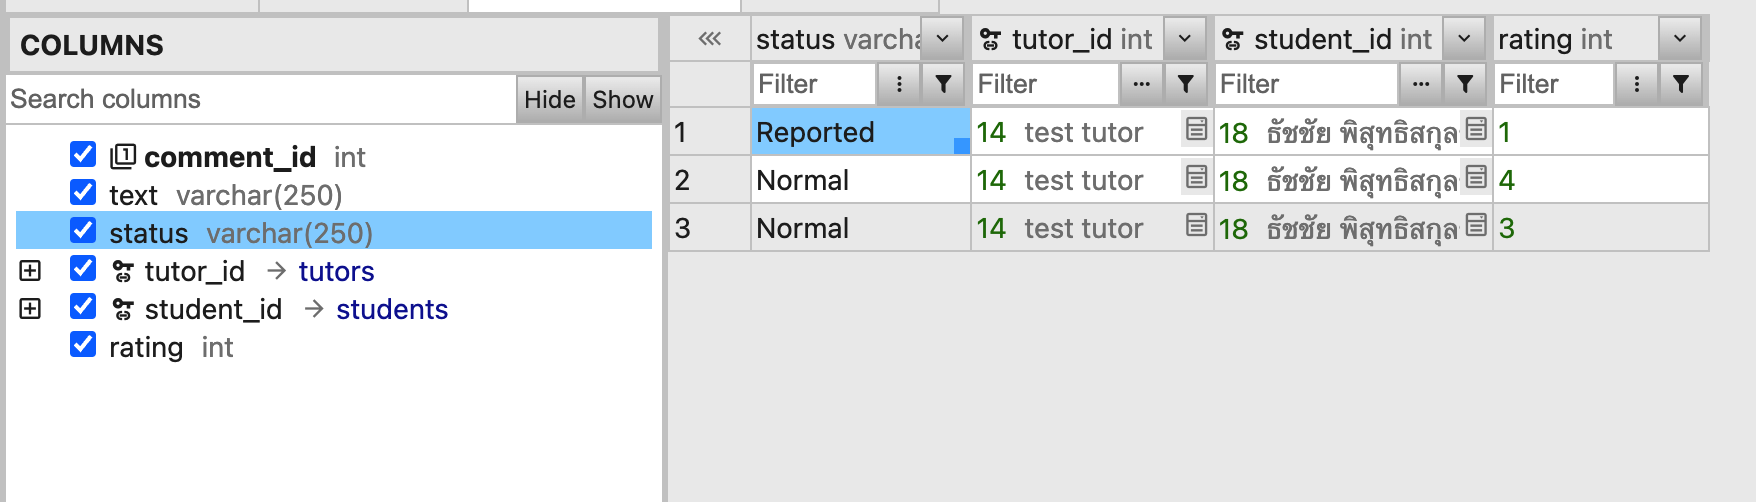 COLUMNS
Search columns Hide Show
comment_id int
text varchar(250)
status varchar(250)
tutor_id → tutors
student_id → students
rating int
status varcha tutor_id int student_id int rating int
Filter Filter Filter Filter
1 Reported 14 test tutor 18 ธัชชัย พิสุทธิสกุล 1
2 Normal 14 test tutor 18 ธัชชัย พิสุทธิสกุล 4
3 Normal 14 test tutor 18 ธัชชัย พิสุทธิสกุล 3